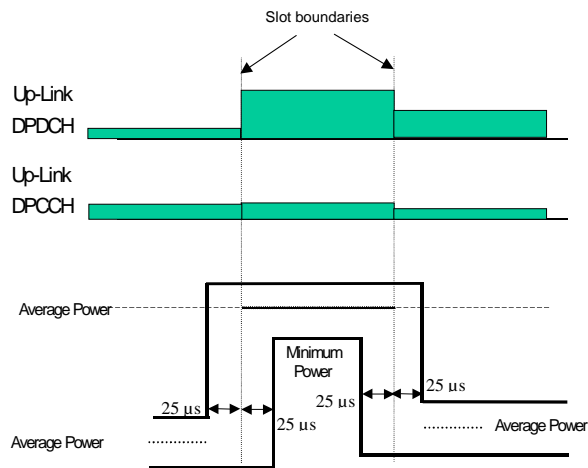 Slot boundaries
Up-Link
DPDCH
Up-Link
DPCCH
Average Power
Minimum
Power
25 µs
25 µs
25 µs
25 µs
Average Power
Average Power